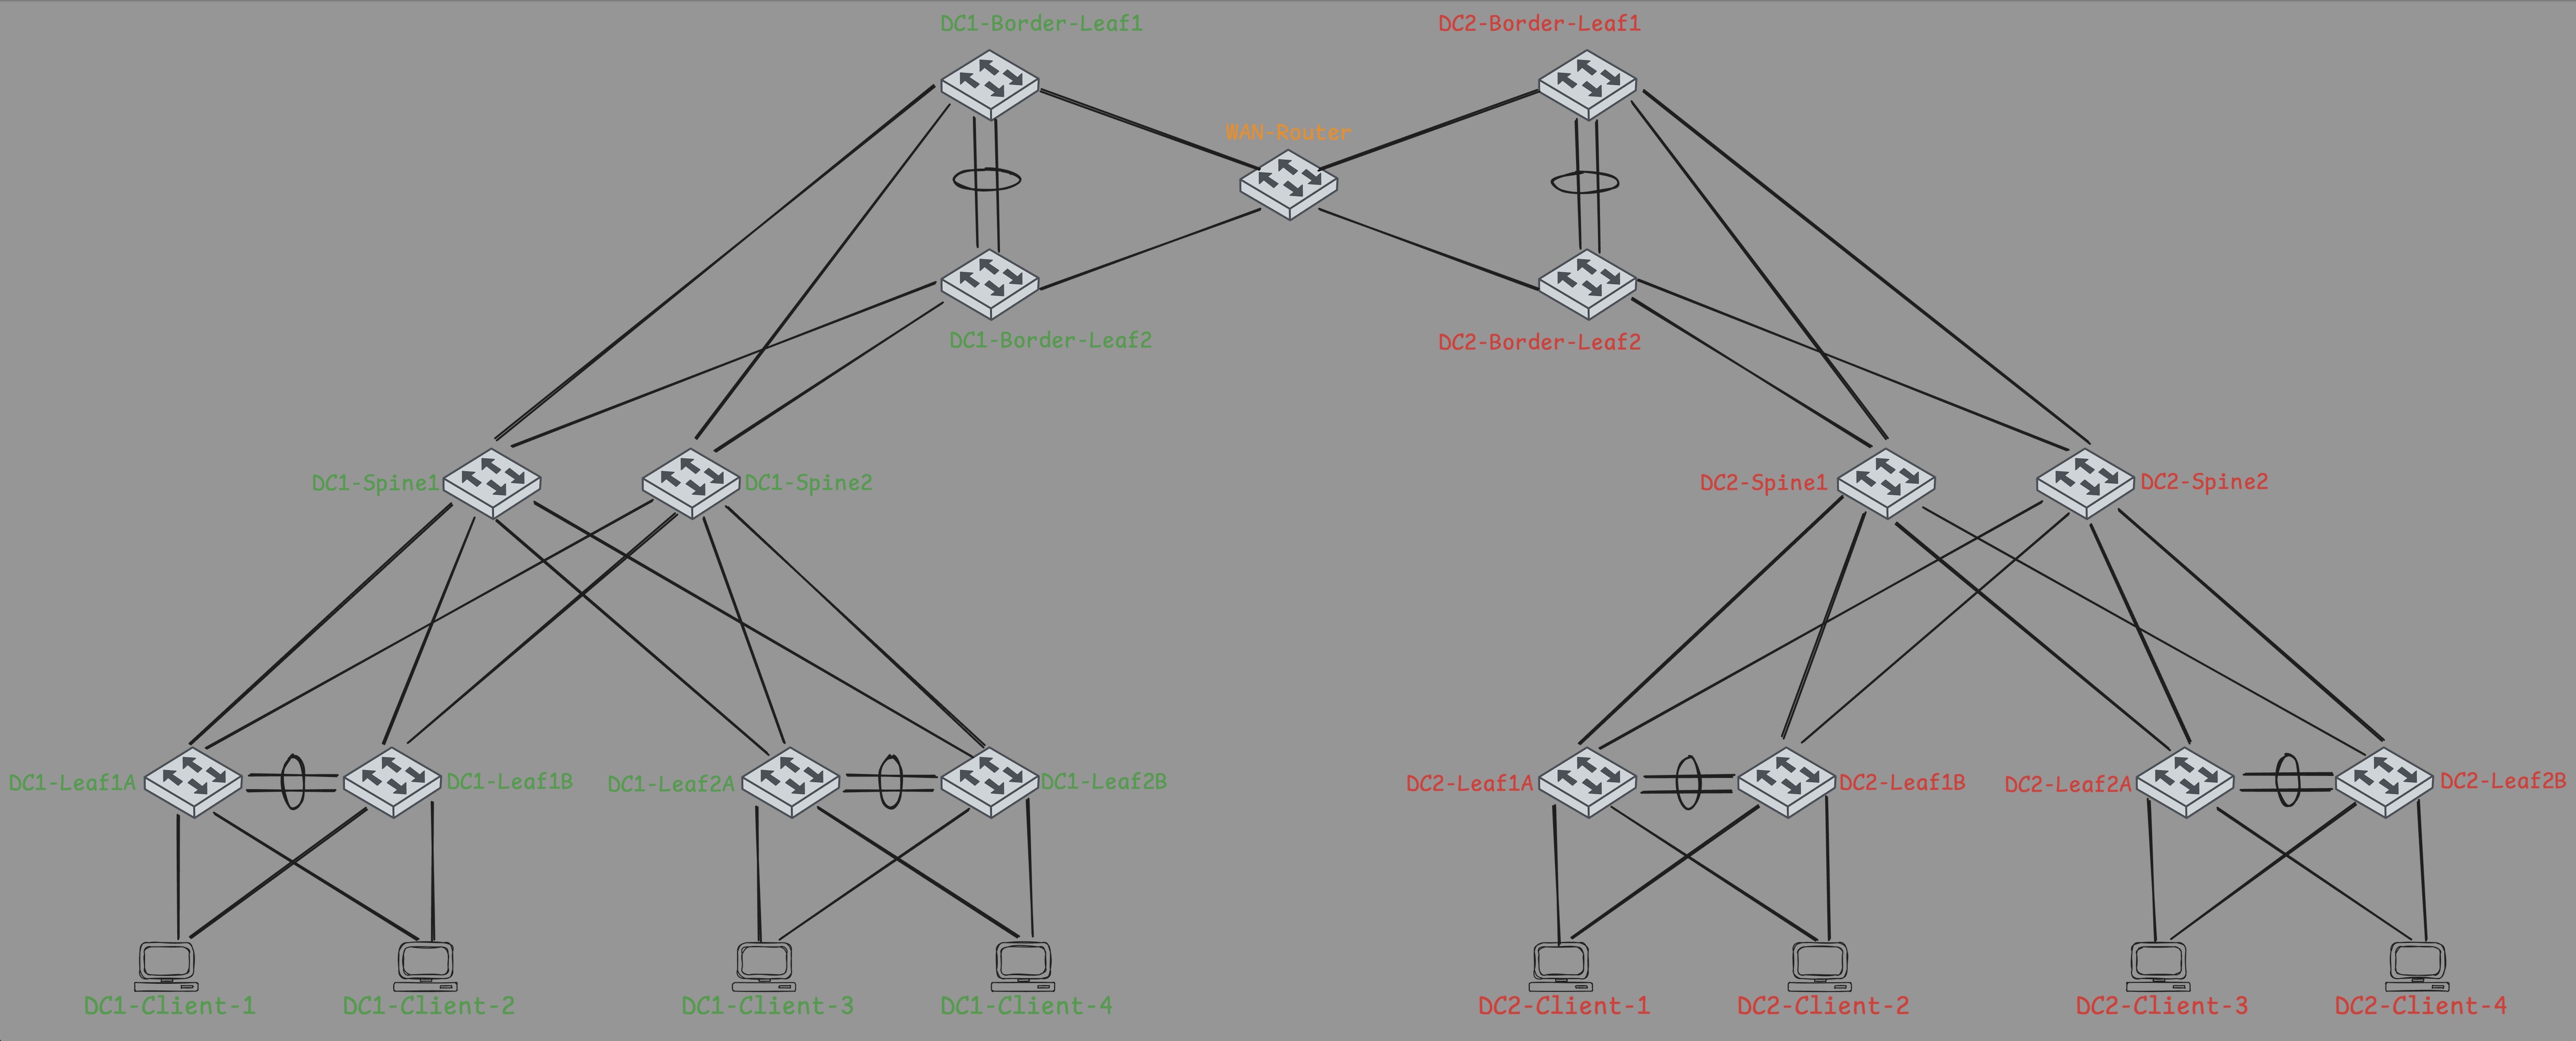 DC1-Border-Leaf1
DC2-Border-Leaf1
WAN-Router
DC1-Border-Leaf2
DC2-Border-Leaf2
DC1-Spine1
DC1-Spine2
DC2-Spine1
DC2-Spine2
DC1-Leaf1A
DC1-Leaf1B
DC1-Leaf2A
DC1-Leaf2B
DC2-Leaf1A
DC2-Leaf1B
DC2-Leaf2A
DC2-Leaf2B
DC1-Client-1
DC1-Client-2
DC1-Client-3
DC1-Client-4
DC2-Client-1
DC2-Client-2
DC2-Client-3
DC2-Client-4